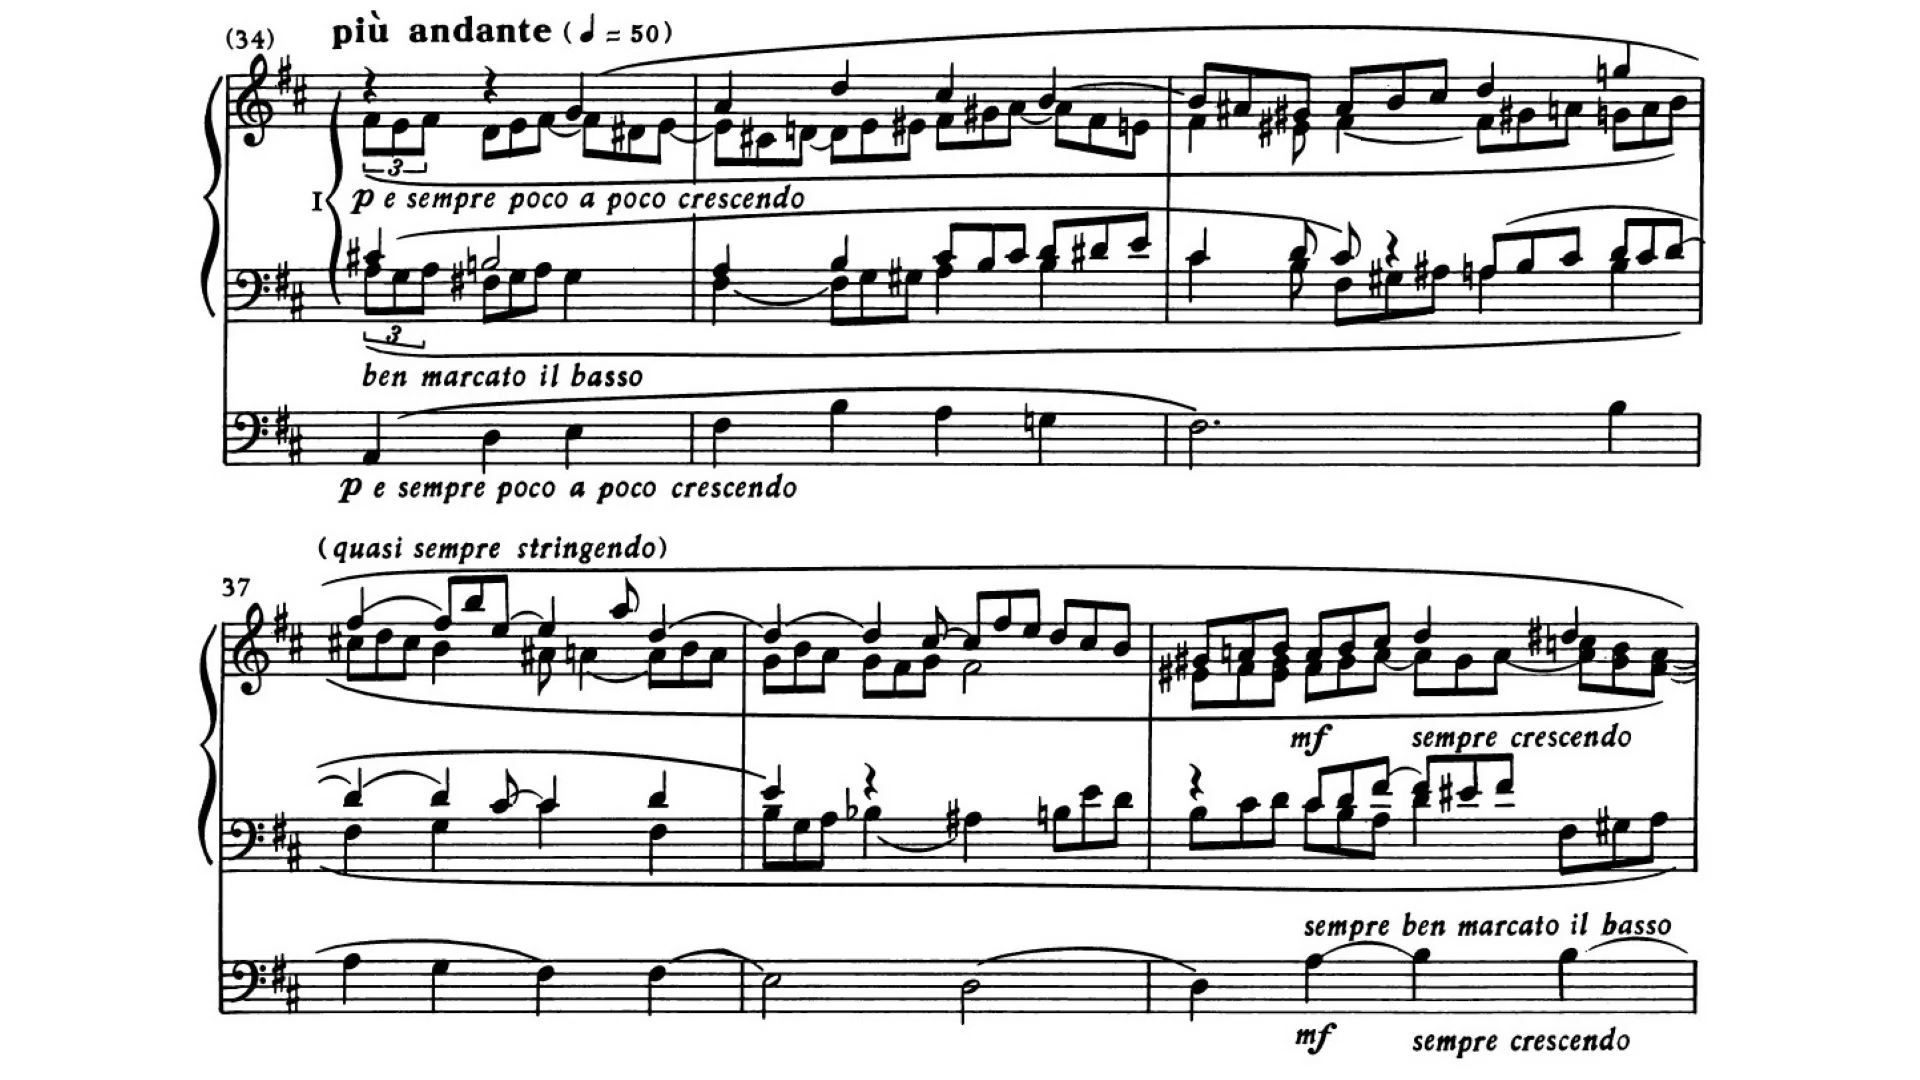 (34) più andante (♩ = 50)
3
I p e sempre poco a poco crescendo
3
ben marcato il basso
p e sempre poco a poco crescendo
(quasi sempre stringendo)
37
mf sempre crescendo
sempre ben marcato il basso
mf sempre crescendo